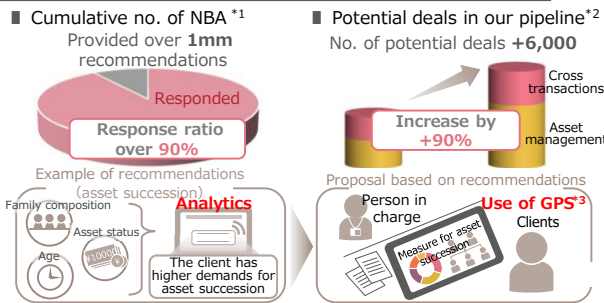 ■ Cumulative no. of NBA *1
Provided over 1mm
recommendations
Responded
Response ratio
over 90%
Example of recommendations
(asset succession)
Family composition
Asset status
Age
¥1000
¥
Analytics
The client has
higher demands for
asset succession
■ Potential deals in our pipeline*2
No. of potential deals +6,000
Cross
transactions
Increase by
+90%
Asset
management
Proposal based on recommendations
Person in
charge
Use of GPS*3
Clients
Measure for asset
succession